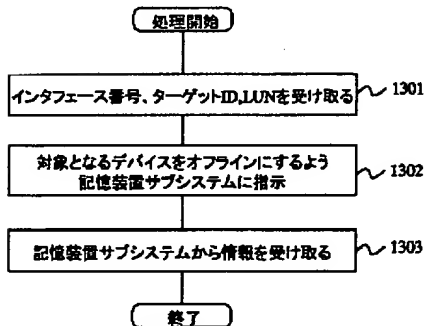 処理開始
インタフェース番号、ターゲットID,LUNを受け取る
1301
対象となるデバイスをオフラインにするよう
記憶装置サブシステムに指示
1302
記憶装置サブシステムから情報を受け取る
1303
終了